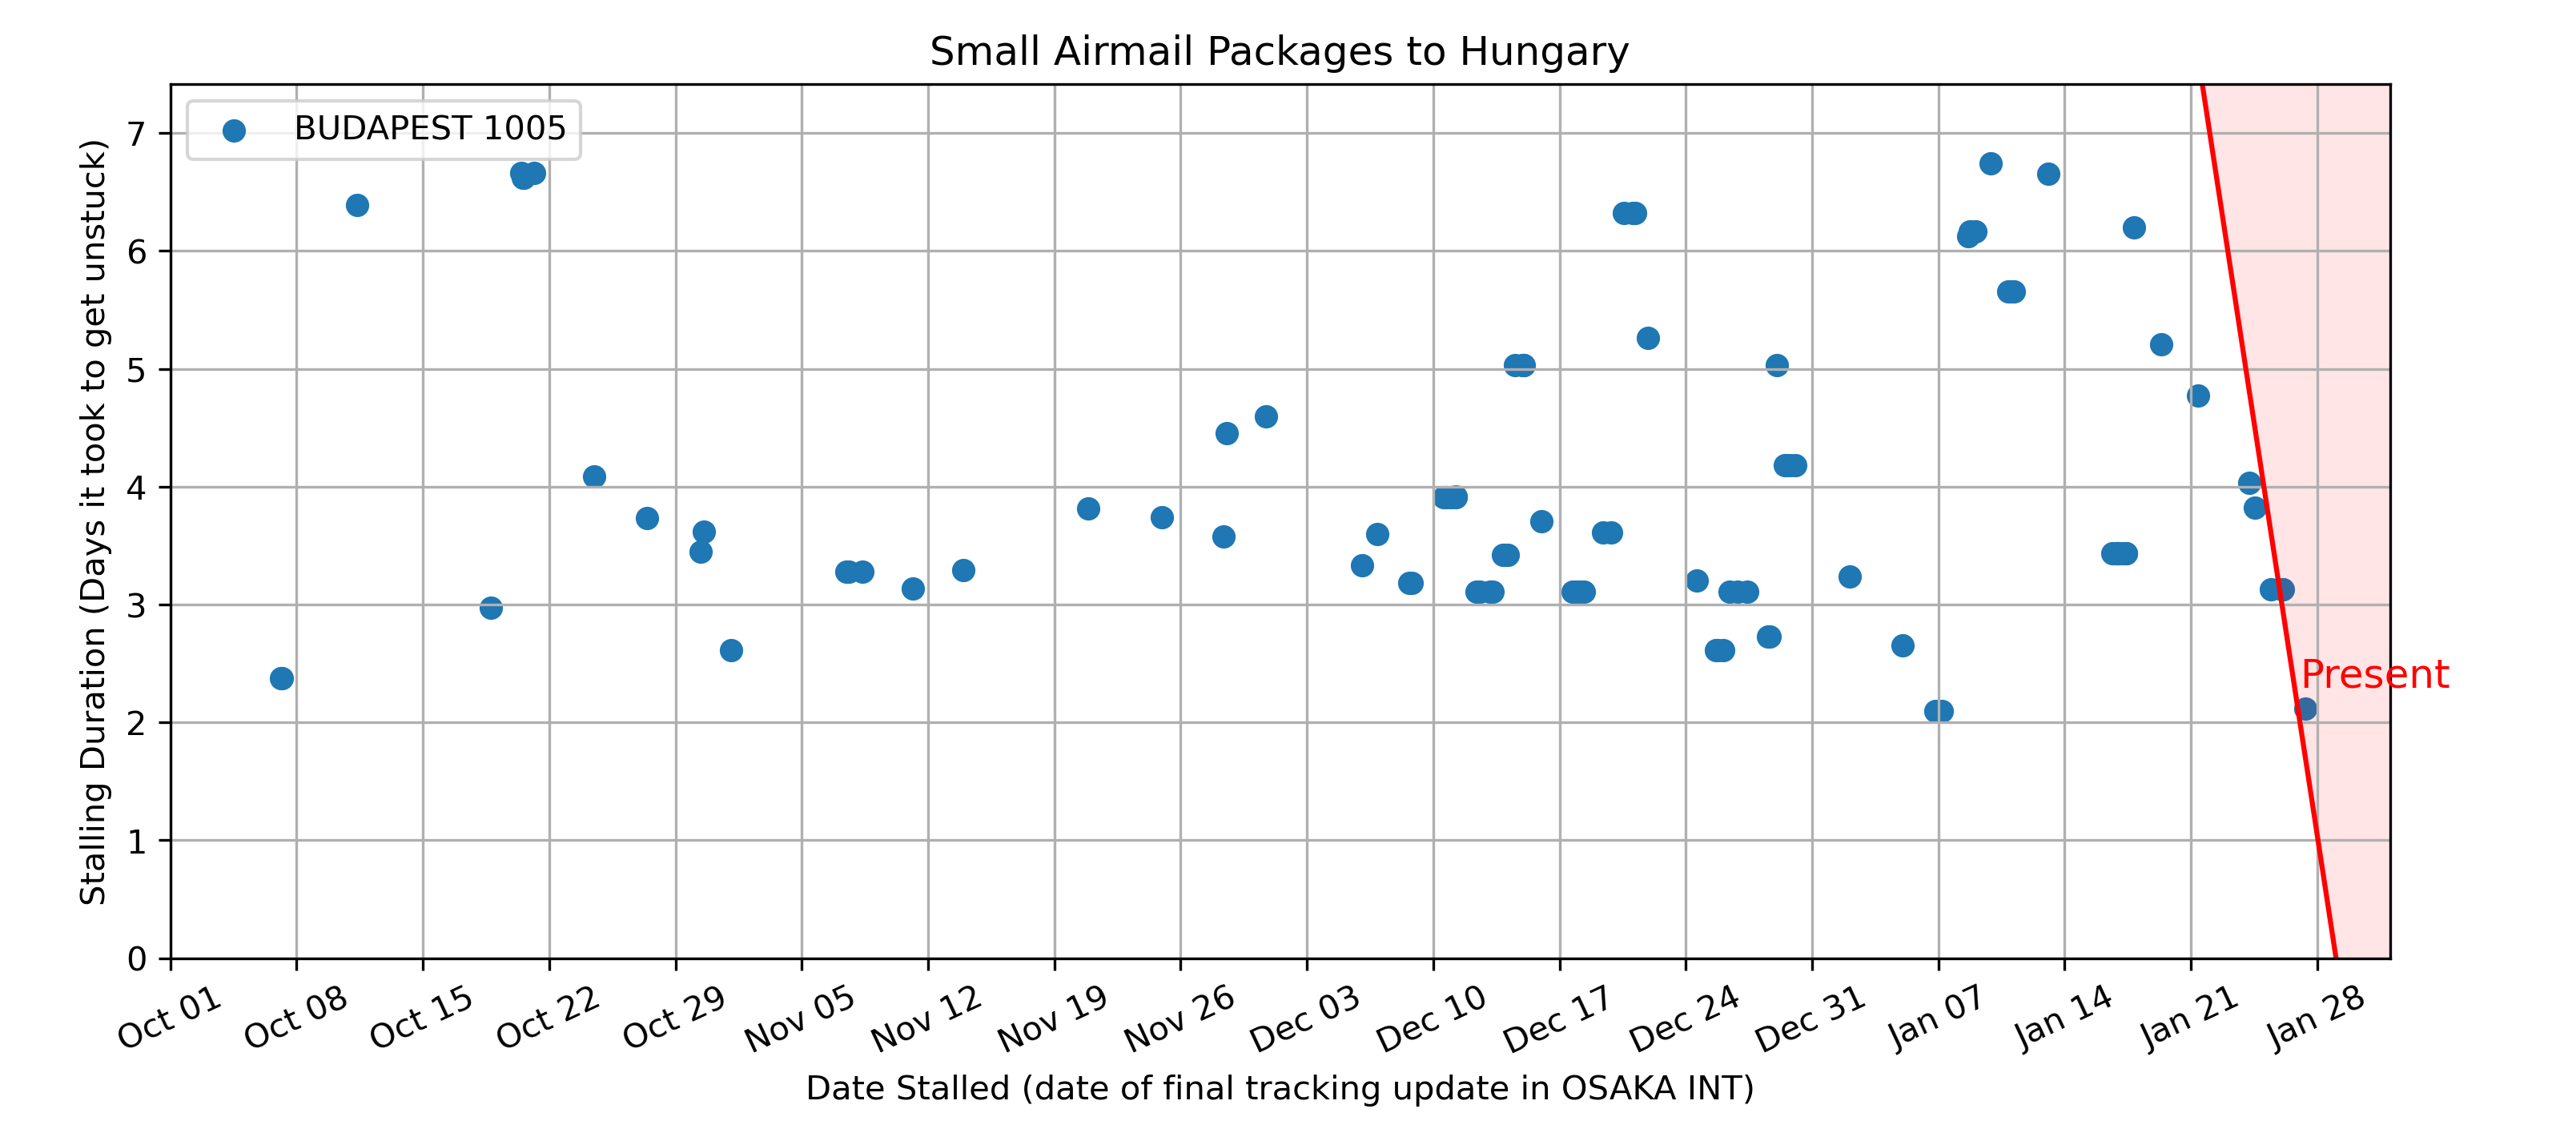 Small Airmail Packages to Hungary
BUDAPEST 1005
Stalling Duration (Days it took to get unstuck)
7
6
5
4
3
2
1
0
Present
Oct 01
Oct 08
Oct 15
Oct 22
Oct 29
Nov 05
Nov 12
Nov 19
Nov 26
Dec 03
Dec 10
Dec 17
Dec 24
Dec 31
Jan 07
Jan 14
Jan 21
Jan 28
Date Stalled (date of final tracking update in OSAKA INT)